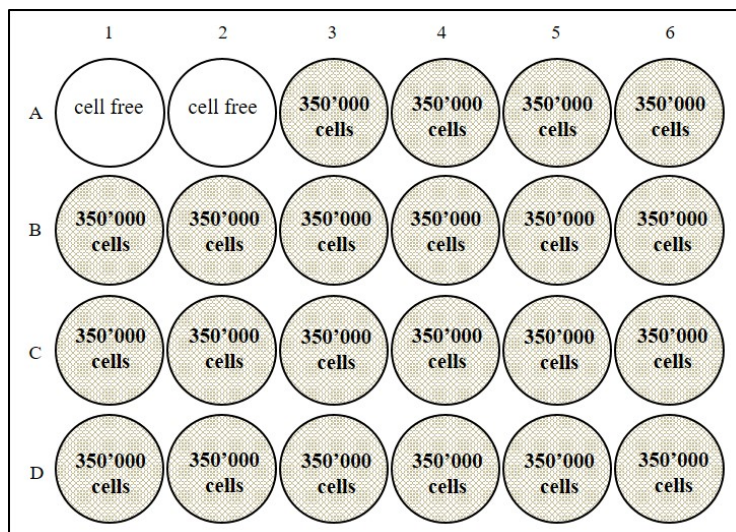 1 2 3 4 5 6
A cell free cell free 350’000 cells 350’000 cells 350’000 cells 350’000 cells
B 350’000 cells 350’000 cells 350’000 cells 350’000 cells 350’000 cells 350’000 cells
C 350’000 cells 350’000 cells 350’000 cells 350’000 cells 350’000 cells 350’000 cells
D 350’000 cells 350’000 cells 350’000 cells 350’000 cells 350’000 cells 350’000 cells